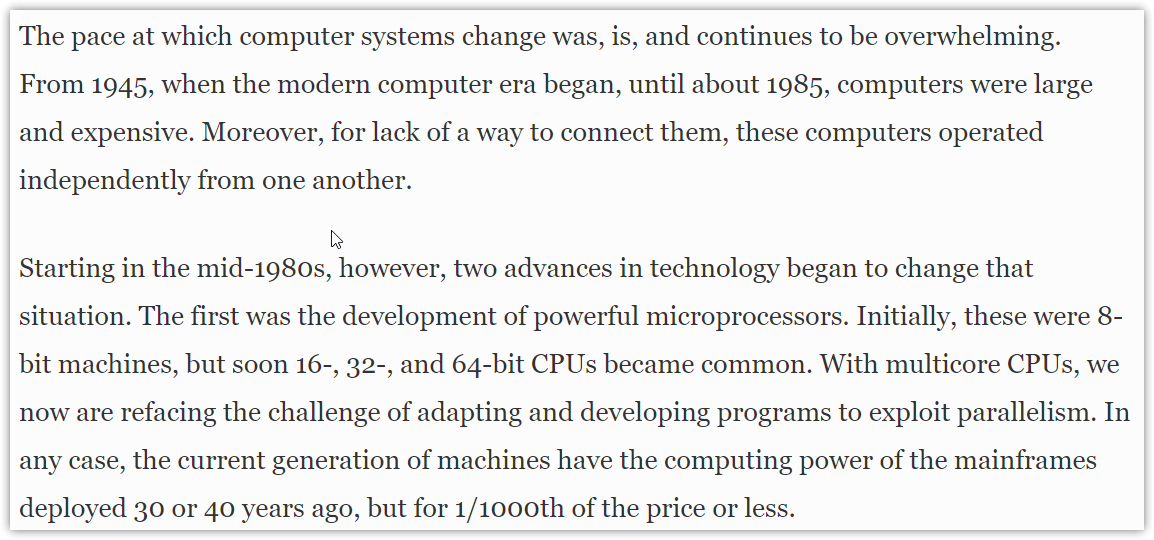 The pace at which computer systems change was, is, and continues to be overwhelming.
From 1945, when the modern computer era began, until about 1985, computers were large
and expensive. Moreover, for lack of a way to connect them, these computers operated
independently from one another.
Starting in the mid-1980s, however, two advances in technology began to change that
situation. The first was the development of powerful microprocessors. Initially, these were 8-
bit machines, but soon 16-, 32-, and 64-bit CPUs became common. With multicore CPUs, we
now are refacing the challenge of adapting and developing programs to exploit parallelism. In
any case, the current generation of machines have the computing power of the mainframes
deployed 30 or 40 years ago, but for 1/1000th of the price or less.